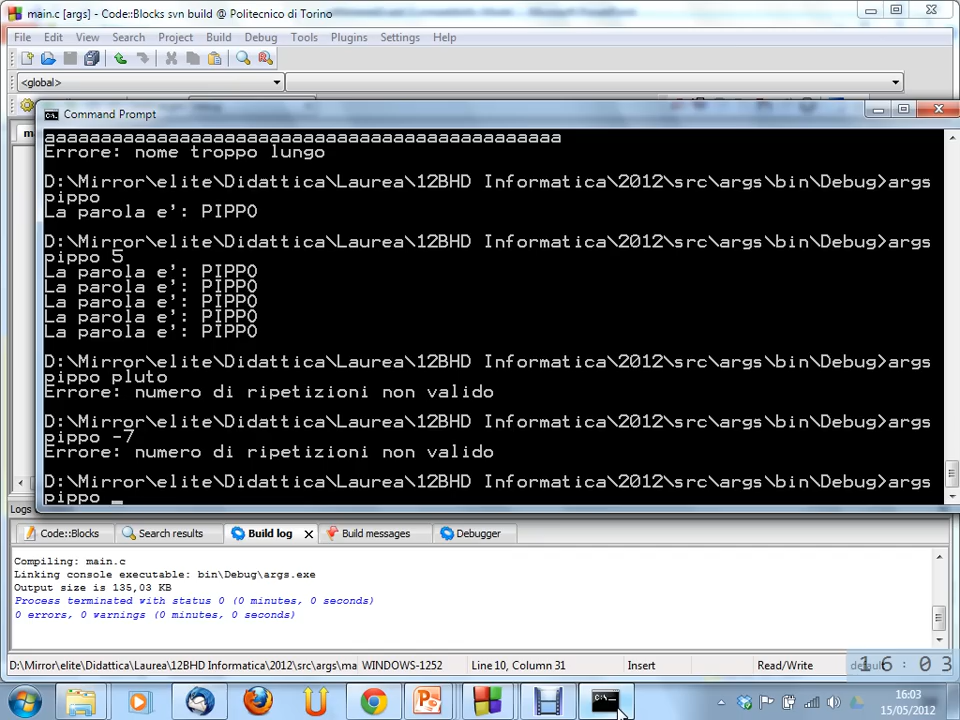 main.c [args] - Code::Blocks svn build @ Politecnico di Torino
File Edit View Search Project Build Debug Tools Plugins Settings Help
<global>
Command Prompt
aaaaaaaaaaaaaaaaaaaaaaaaaaaaaaaaaaaaaaaaaaaaaa
Errore: nome troppo lungo
D:\Mirror\elite\Didattica\Laurea\12BHD Informatica\2012\src\args\bin\Debug>args
pippo
La parola e': PIPPO
D:\Mirror\elite\Didattica\Laurea\12BHD Informatica\2012\src\args\bin\Debug>args
pippo 5
La parola e': PIPPO
La parola e': PIPPO
La parola e': PIPPO
La parola e': PIPPO
La parola e': PIPPO
D:\Mirror\elite\Didattica\Laurea\12BHD Informatica\2012\src\args\bin\Debug>args
pippo pluto
Errore: numero di ripetizioni non valido
D:\Mirror\elite\Didattica\Laurea\12BHD Informatica\2012\src\args\bin\Debug>args
pippo -7
Errore: numero di ripetizioni non valido
D:\Mirror\elite\Didattica\Laurea\12BHD Informatica\2012\src\args\bin\Debug>args
pippo _
Logs
Code::Blocks Search results Build log Build messages Debugger
Compiling: main.c
Linking console executable: bin\Debug\args.exe
Output size is 135,03 KB
Process terminated with status 0 (0 minutes, 0 seconds)
0 errors, 0 warnings (0 minutes, 0 seconds)
D:\Mirror\elite\Didattica\Laurea\12BHD Informatica\2012\src\args\ma WINDOWS-1252 Line 10, Column 31 Insert Read/Write default
16:03
16:03
15/05/2012